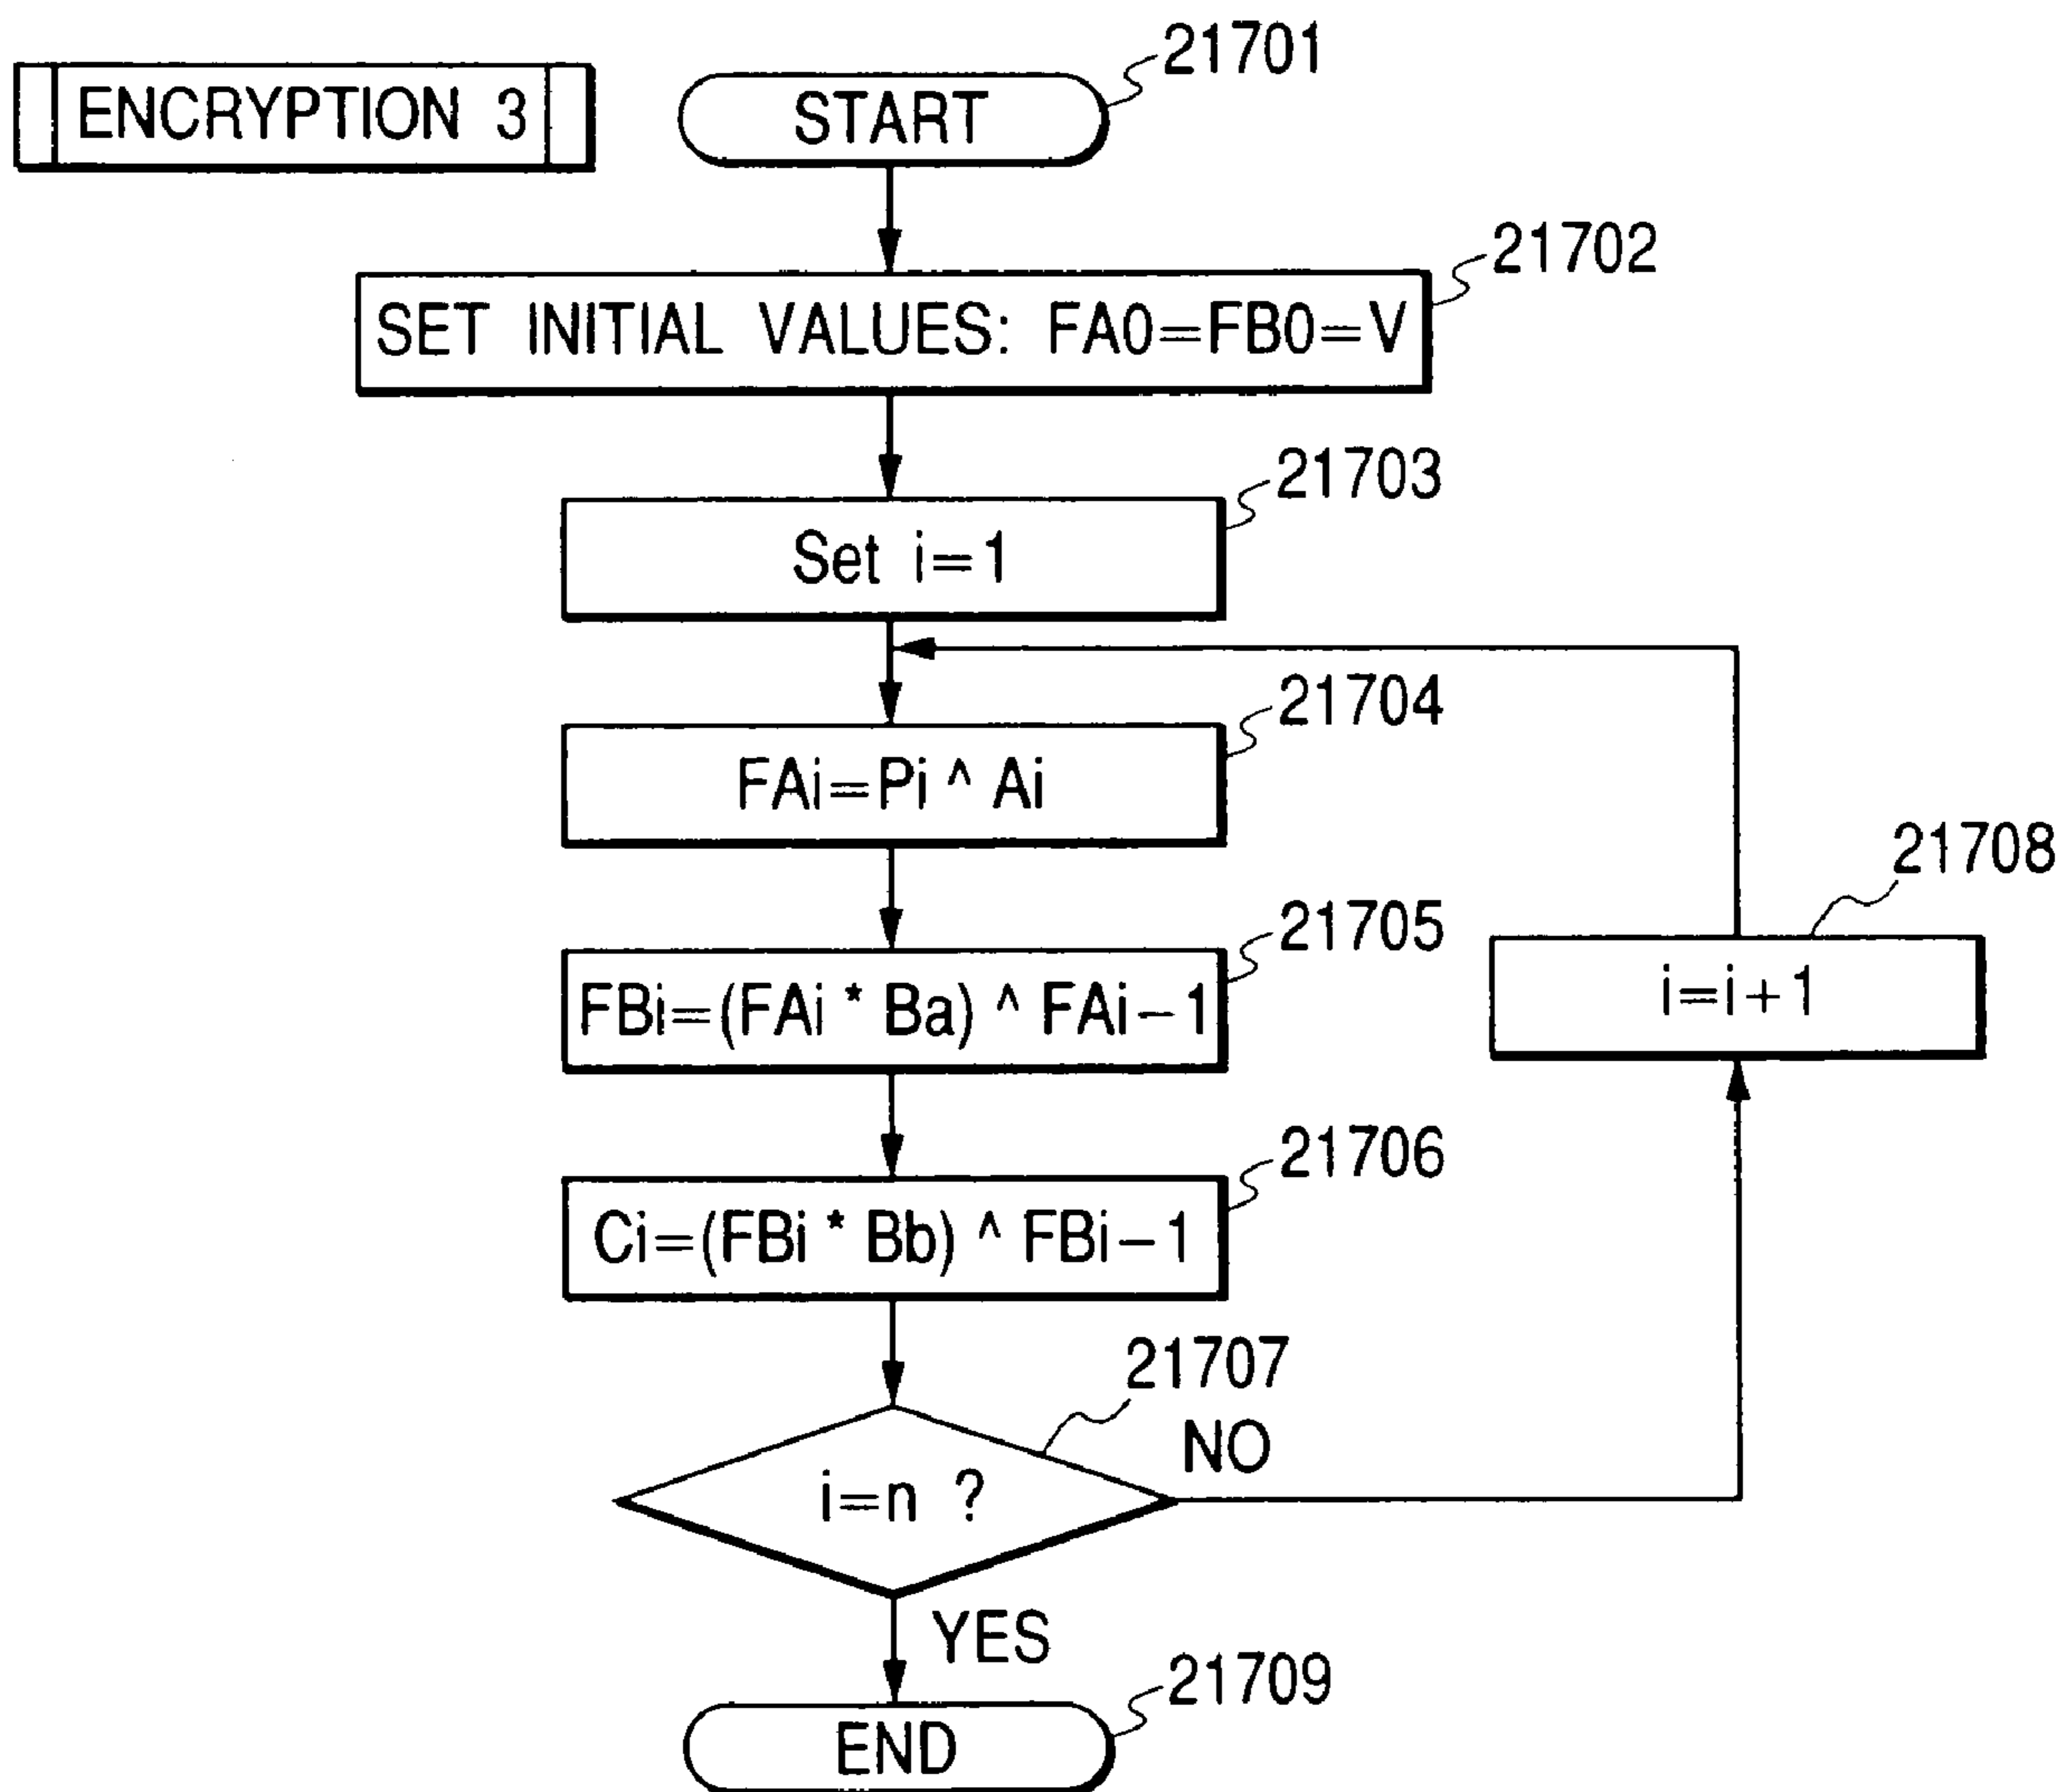 ENCRYPTION 3
START
21701
SET INITIAL VALUES: FA0=FB0=V
21702
Set i=1
21703
FAi=Pi ^ Ai
21704
FBi=(FAi * Ba) ^ FAi-1
21705
i=i+1
21708
Ci=(FBi * Bb) ^ FBi-1
21706
i=n ?
21707
NO
YES
END
21709